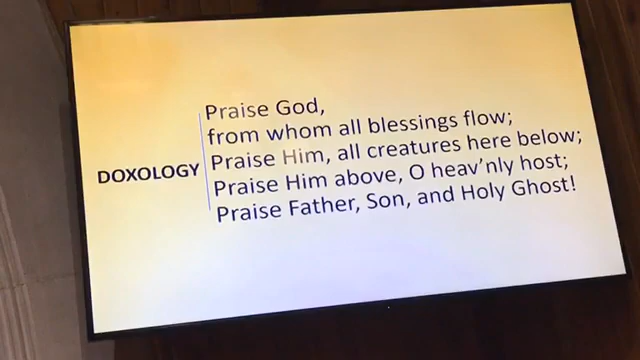 DOXOLOGY
Praise God,
from whom all blessings flow;
Praise Him, all creatures here below;
Praise Him above, O heav'nly host;
Praise Father, Son, and Holy Ghost!